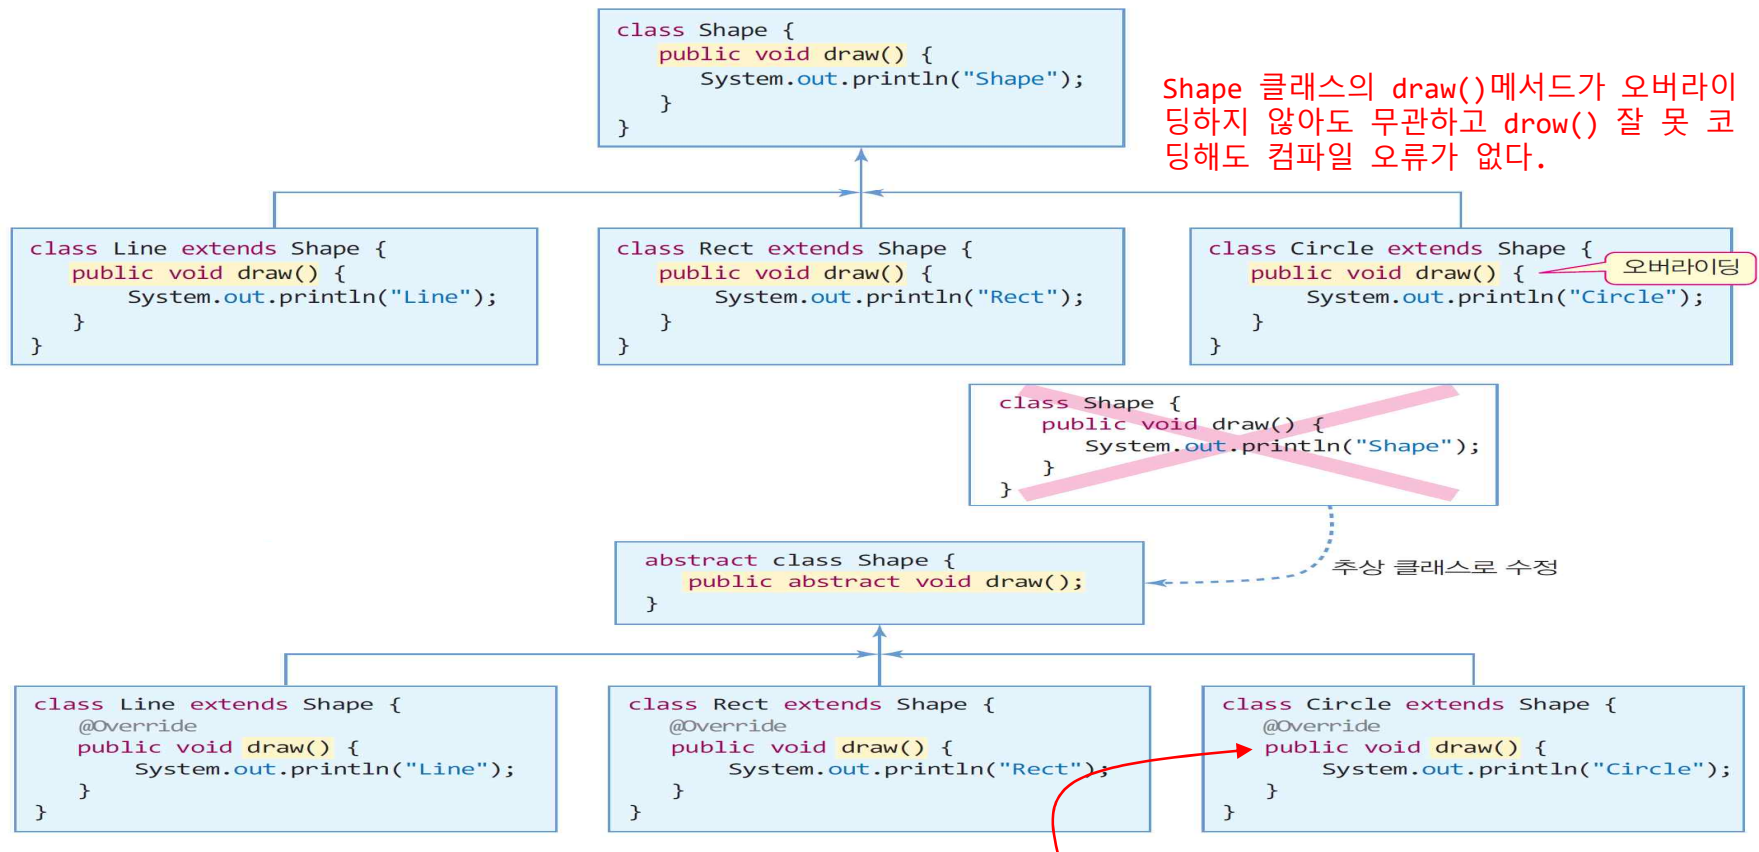 class Shape {
public void draw() {
System.out.println("Shape");
}
}
Shape 클래스의 draw()메서드가 오버라이
딩하지 않아도 무관하고 drow() 잘 못 코
딩해도 컴파일 오류가 없다.
class Line extends Shape {
public void draw() {
System.out.println("Line");
}
}
class Rect extends Shape {
public void draw() {
System.out.println("Rect");
}
}
class Circle extends Shape {
public void draw() {
System.out.println("Circle");
}
}
오버라이딩
class Shape {
public void draw() {
System.out.println("Shape");
}
}
추상 클래스로 수정
abstract class Shape {
public abstract void draw();
}
class Line extends Shape {
@Override
public void draw() {
System.out.println("Line");
}
}
class Rect extends Shape {
@Override
public void draw() {
System.out.println("Rect");
}
}
class Circle extends Shape {
@Override
public void draw() {
System.out.println("Circle");
}
}